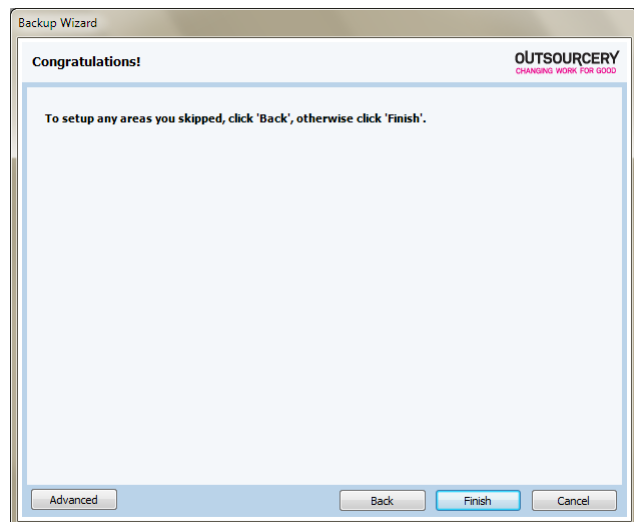 Backup Wizard
Congratulations!
OUTSOURCERY
CHANGING WORK FOR GOOD
To setup any areas you skipped, click 'Back', otherwise click 'Finish'.
Advanced
Back
Finish
Cancel